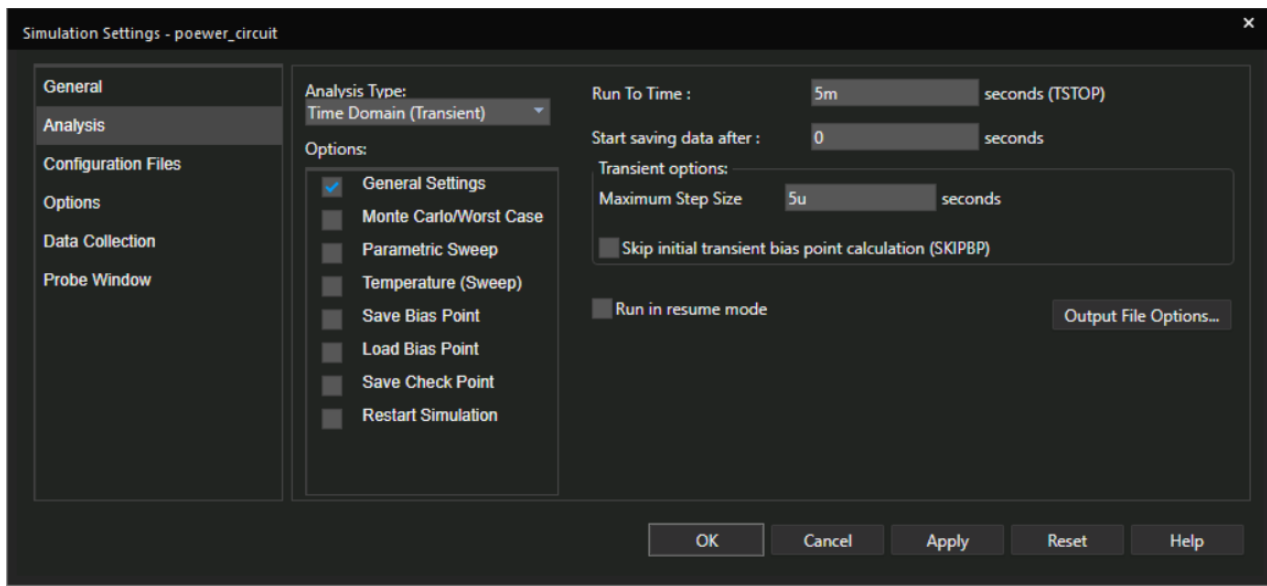 Simulation Settings - poewer_circuit
×
General
Analysis
Configuration Files
Options
Data Collection
Probe Window
Analysis Type:
Time Domain (Transient)
Options:
General Settings
Monte Carlo/Worst Case
Parametric Sweep
Temperature (Sweep)
Save Bias Point
Load Bias Point
Save Check Point
Restart Simulation
Run To Time : 5m seconds (TSTOP)
Start saving data after : 0 seconds
Transient options:
Maximum Step Size 5u seconds
Skip initial transient bias point calculation (SKIPBP)
Run in resume mode
Output File Options...
OK Cancel Apply Reset Help